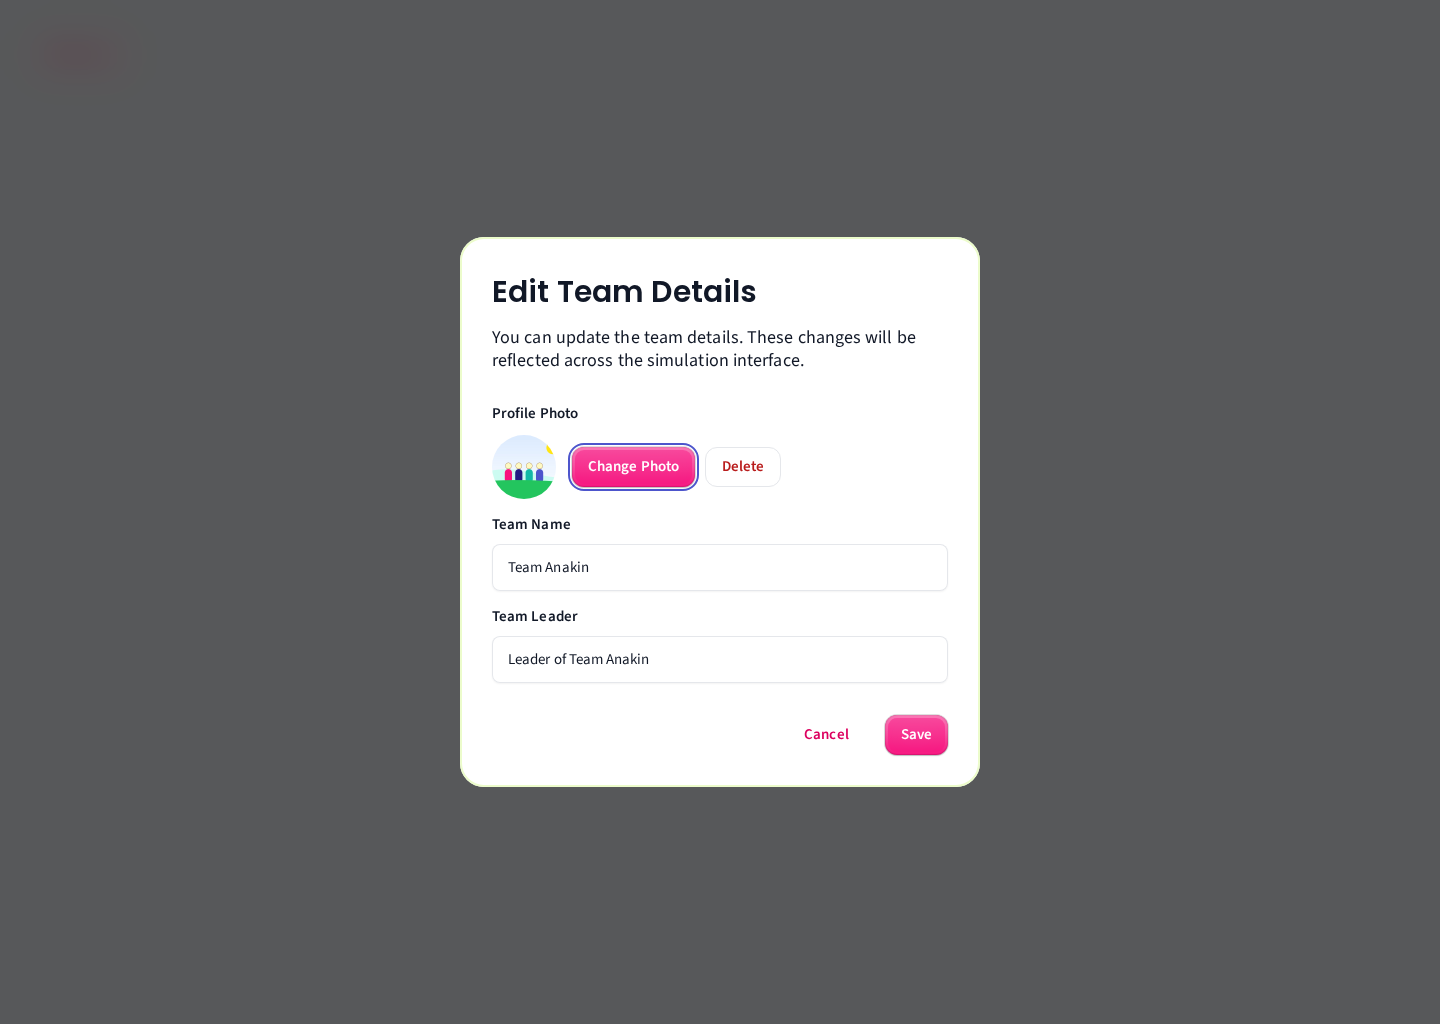 Edit Team Details
You can update the team details. These changes will be
reflected across the simulation interface.
Profile Photo
Change Photo
Delete
Team Name
Team Anakin
Team Leader
Leader of Team Anakin
Cancel
Save